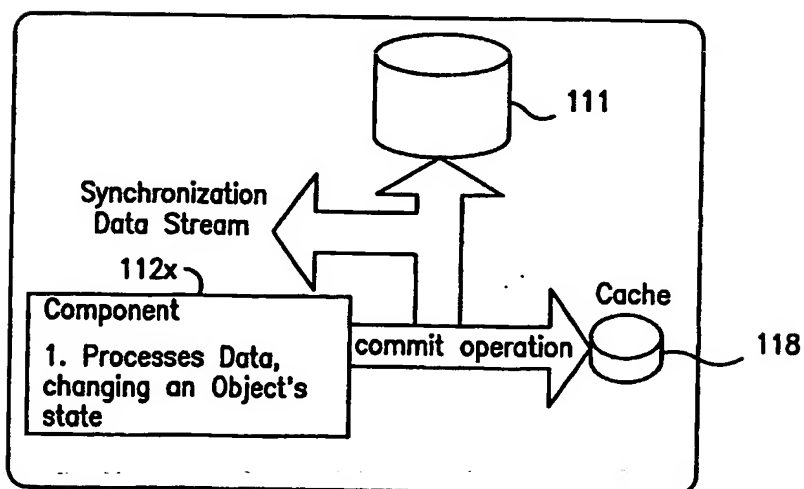 111
Synchronization
Data Stream
112x
Component
1. Processes Data,
changing an Object's
state
commit operation
Cache
118